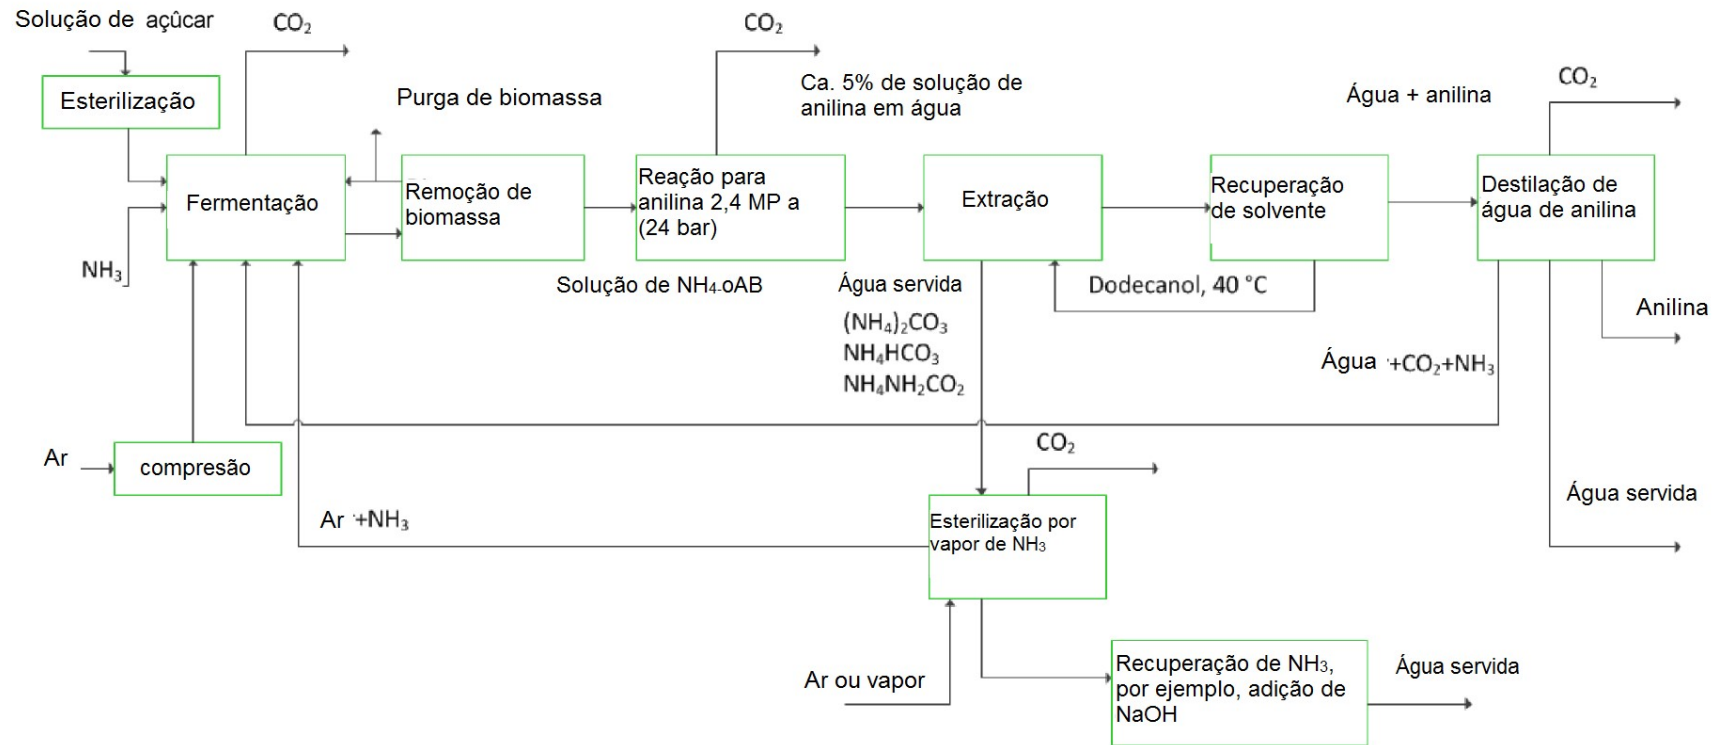 Solução de açûcar
CO₂
CO₂
Ca. 5% de solução de
anilina em água
CO₂
Esterilização
Purga de biomassa
Água + anilina
Fermentação
Remoção de
biomassa
Reação para
anilina 2,4 MP a
(24 bar)
Extração
Recuperação
de solvente
Destilação de
água de anilina
NH₃
Solução de NH₄-oAB
Água servida
(NH₄)₂CO₃
NH₄HCO₃
NH₄NH₂CO₂
Dodecanol, 40 °C
Anilina
Água +CO₂+NH₃
Ar
compresão
CO₂
Ar +NH₃
Esterilização por
vapor de NH₃
Água servida
Ar ou vapor
Recuperação de NH₃,
por ejemplo, adição de
NaOH
Água servida